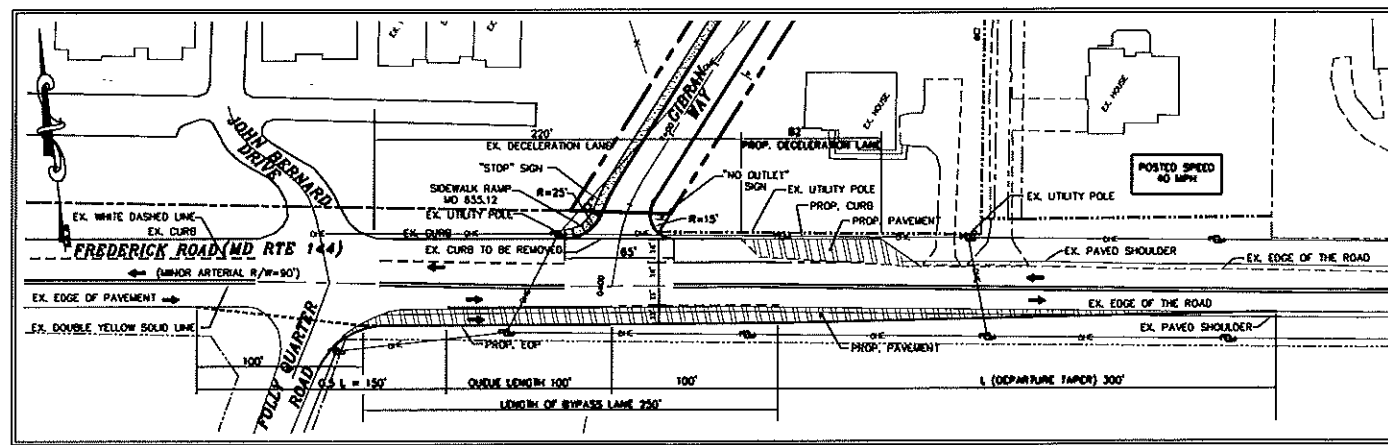 EX. HOUSE
EX. HOUSE
GIBRAN
WAY
220'
EX. DECELERATION LANE
82'
PROP. DECELERATION LANE
JOHN BERNARD
DRIVE
"STOP" SIGN
SIDEWALK RAMP
MD 655.12
R=25'
"NO OUTLET"
SIGN
R=15'
EX. UTILITY POLE
PROP. CURB
PROP. PAVEMENT
POSTED SPEED
40 MPH
EX. UTILITY POLE
EX. WHITE DASHED LINE
EX. CURB
EX. UTILITY POLE
EX. CURB
FREDERICK ROAD (MD RTE 144)
EX. CURB TO BE REMOVED
65'
EX. PAVED SHOULDER
EX. EDGE OF THE ROAD
(MINOR ARTERIAL R/W=90')
EX. EDGE OF PAVEMENT
EX. EDGE OF THE ROAD
EX. DOUBLE YELLOW SOLID LINE
EX. PAVED SHOULDER
PROP. EOP
PROP. PAVEMENT
100'
FOLLY QUARTER
ROAD
0.5 L = 150'
QUEUE LENGTH 100'
100'
L (DEPARTURE TAPER) 300'
LENGTH OF BYPASS LANE 250'